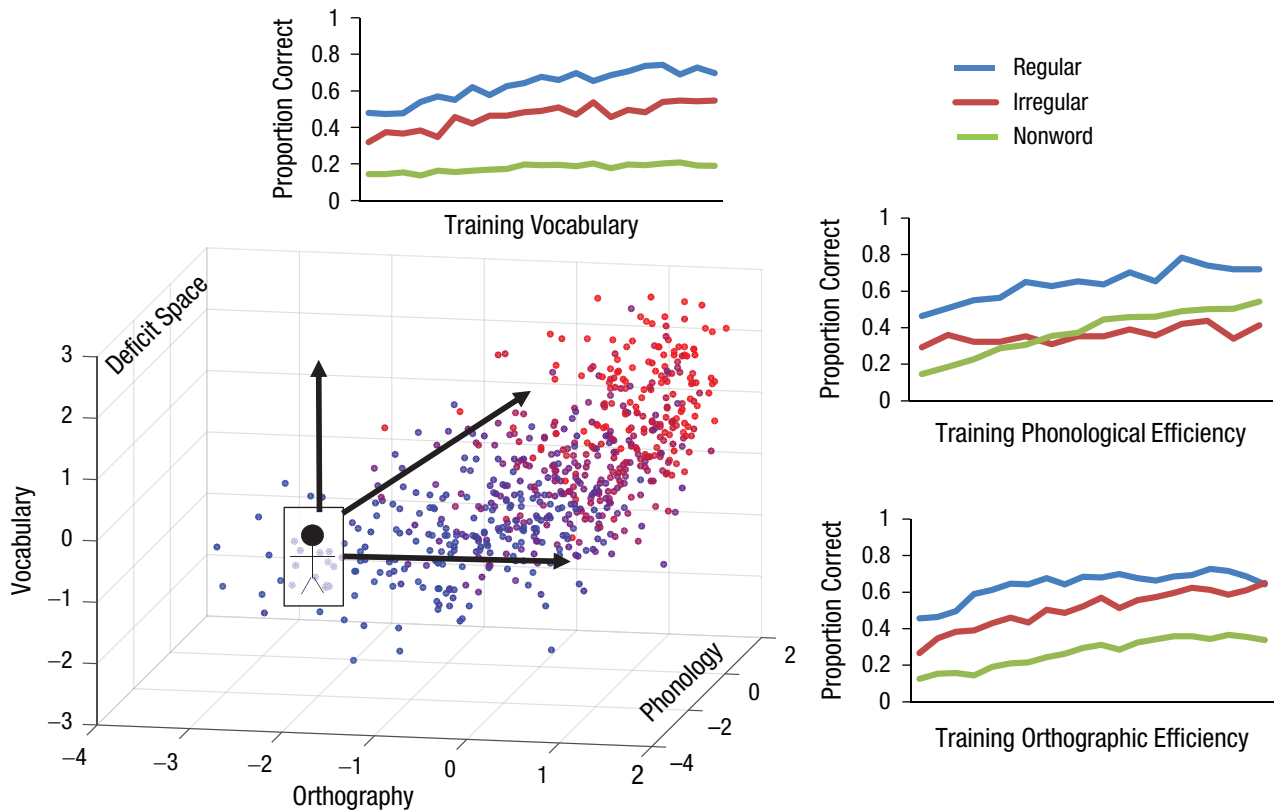 1
0.8
0.6
0.4
0.2
0
Proportion Correct
Training Vocabulary
Regular
Irregular
Nonword
1
0.8
0.6
0.4
0.2
0
Proportion Correct
Training Phonological Efficiency
1
0.8
0.6
0.4
0.2
0
Proportion Correct
Training Orthographic Efficiency
Deficit Space
3
2
1
0
−1
−2
−3
Vocabulary
−4
−3
−2
−1
0
1
2
Orthography
−4
−2
0
2
Phonology